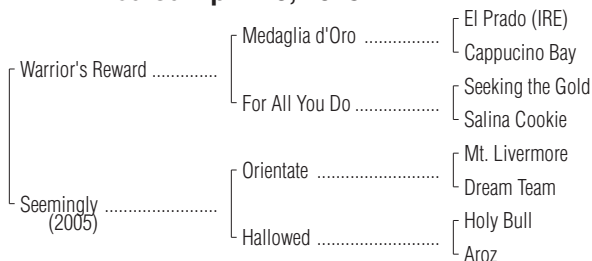 Medaglia d'Oro ..............
El Prado (IRE)
Cappucino Bay
Warrior's Reward .............
For All You Do .................
Seeking the Gold
Salina Cookie
Orientate .......................
Mt. Livermore
Dream Team
Seemingly ......................
(2005)
Hallowed .......................
Holy Bull
Aroz